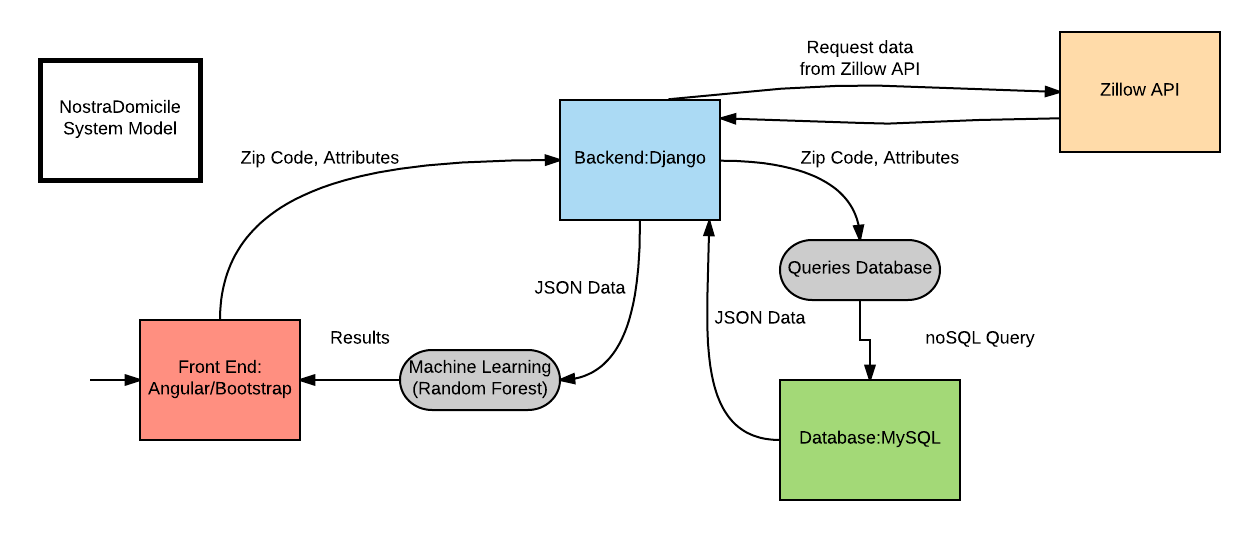 NostraDomicile
System Model
Request data
from Zillow API
Zillow API
Zip Code, Attributes
Backend:Django
Zip Code, Attributes
Queries Database
JSON Data
JSON Data
noSQL Query
Results
Front End:
Angular/Bootstrap
Machine Learning
(Random Forest)
Database:MySQL